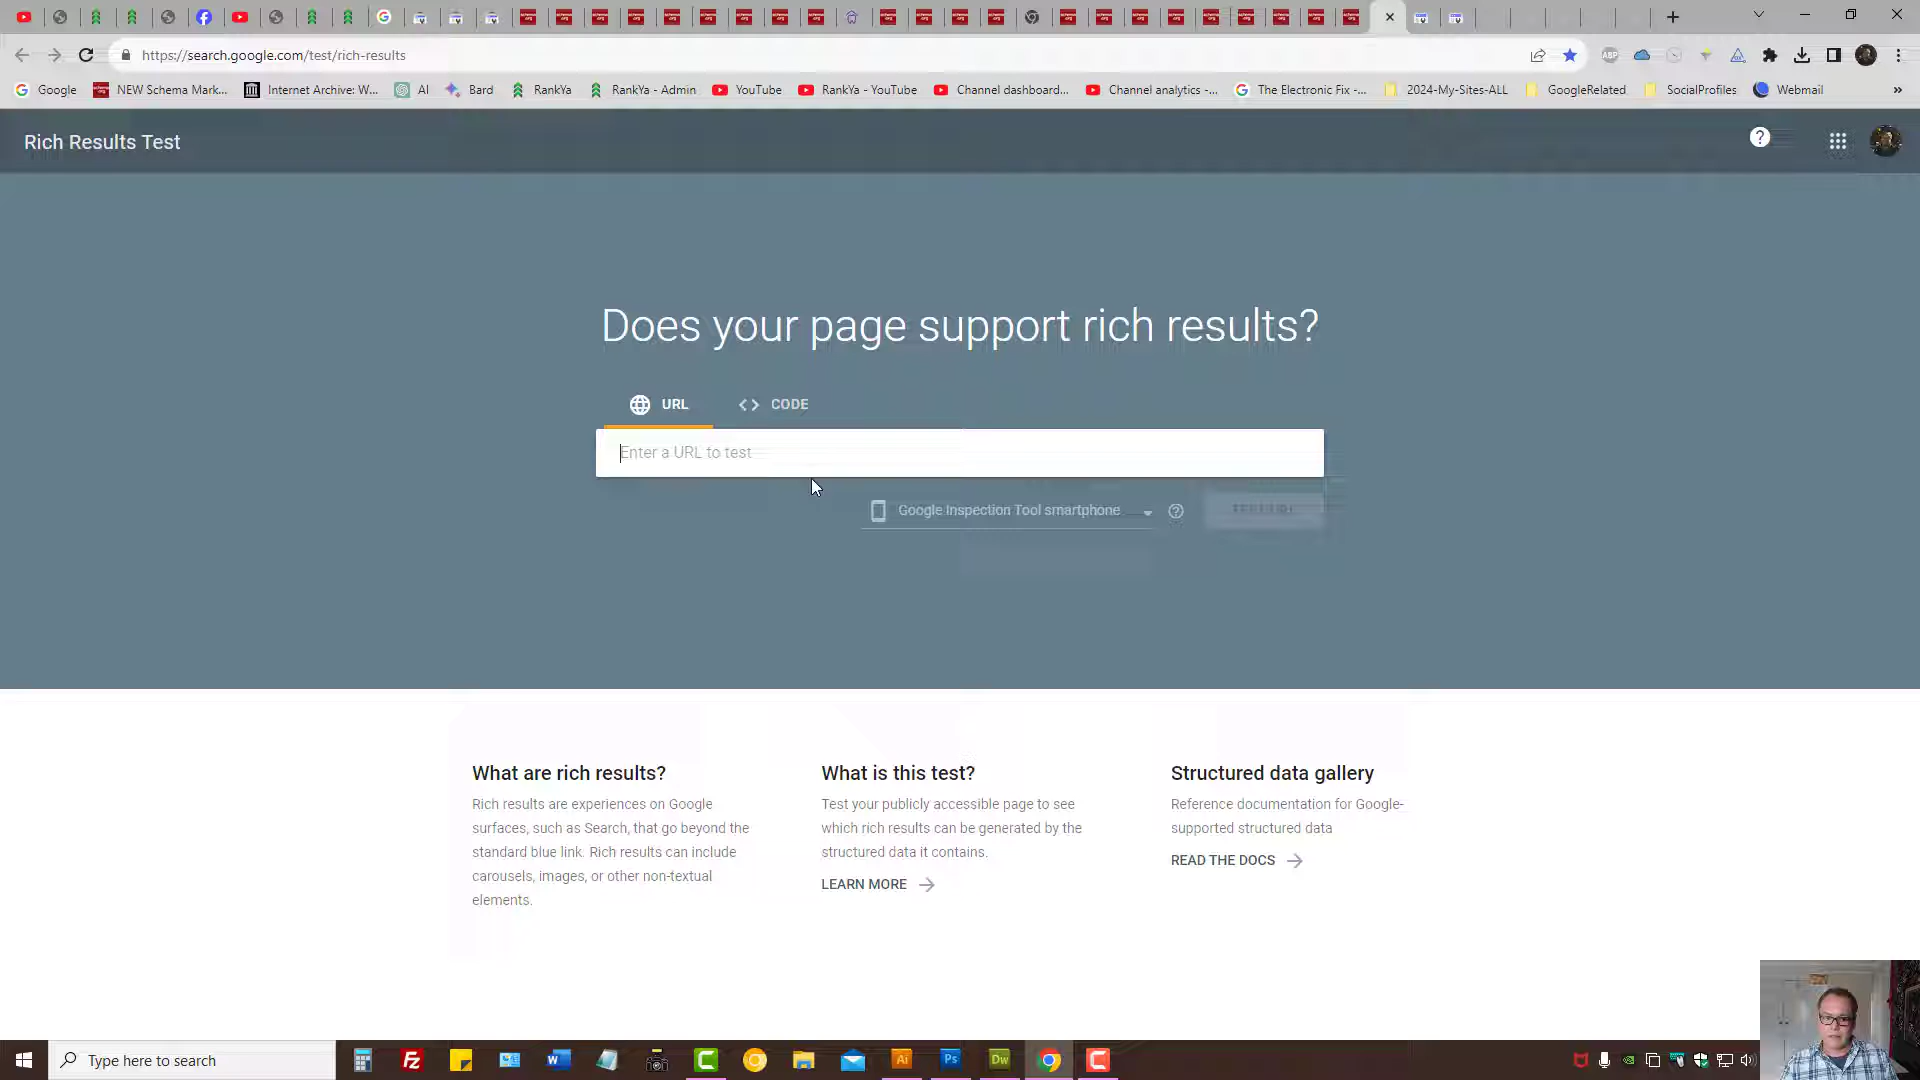 https://search.google.com/test/rich-results
Google
NEW Schema Mark...
Internet Archive: W...
AI
Bard
RankYa
RankYa - Admin
YouTube
RankYa - YouTube
Channel dashboard...
Channel analytics -...
The Electronic Fix -...
2024-My-Sites-ALL
GoogleRelated
SocialProfiles
Webmail
»
Rich Results Test
Does your page support rich results?
URL
CODE
Enter a URL to test
Google Inspection Tool smartphone
What are rich results?
Rich results are experiences on Google
surfaces, such as Search, that go beyond the
standard blue link. Rich results can include
carousels, images, or other non-textual
elements.
What is this test?
Test your publicly accessible page to see
which rich results can be generated by the
structured data it contains.
LEARN MORE
Structured data gallery
Reference documentation for Google-
supported structured data
READ THE DOCS
Type here to search